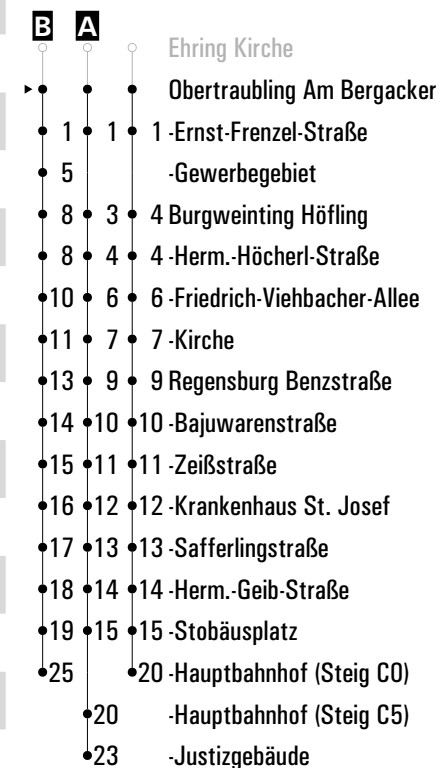 B A
Ehring Kirche
Obertraubling Am Bergacker
1 1 1 -Ernst-Frenzel-Straße
5 -Gewerbegebiet
8 3 4 Burgweinting Höfling
8 4 4 -Herm.-Höcherl-Straße
10 6 6 -Friedrich-Viehbacher-Allee
11 7 7 -Kirche
13 9 9 Regensburg Benzstraße
14 10 10 -Bajuwarenstraße
15 11 11 -Zeißstraße
16 12 12 -Krankenhaus St. Josef
17 13 13 -Safferlingstraße
18 14 14 -Herm.-Geib-Straße
19 15 15 -Stobäusplatz
25 20 -Hauptbahnhof (Steig C0)
20 -Hauptbahnhof (Steig C5)
23 -Justizgebäude